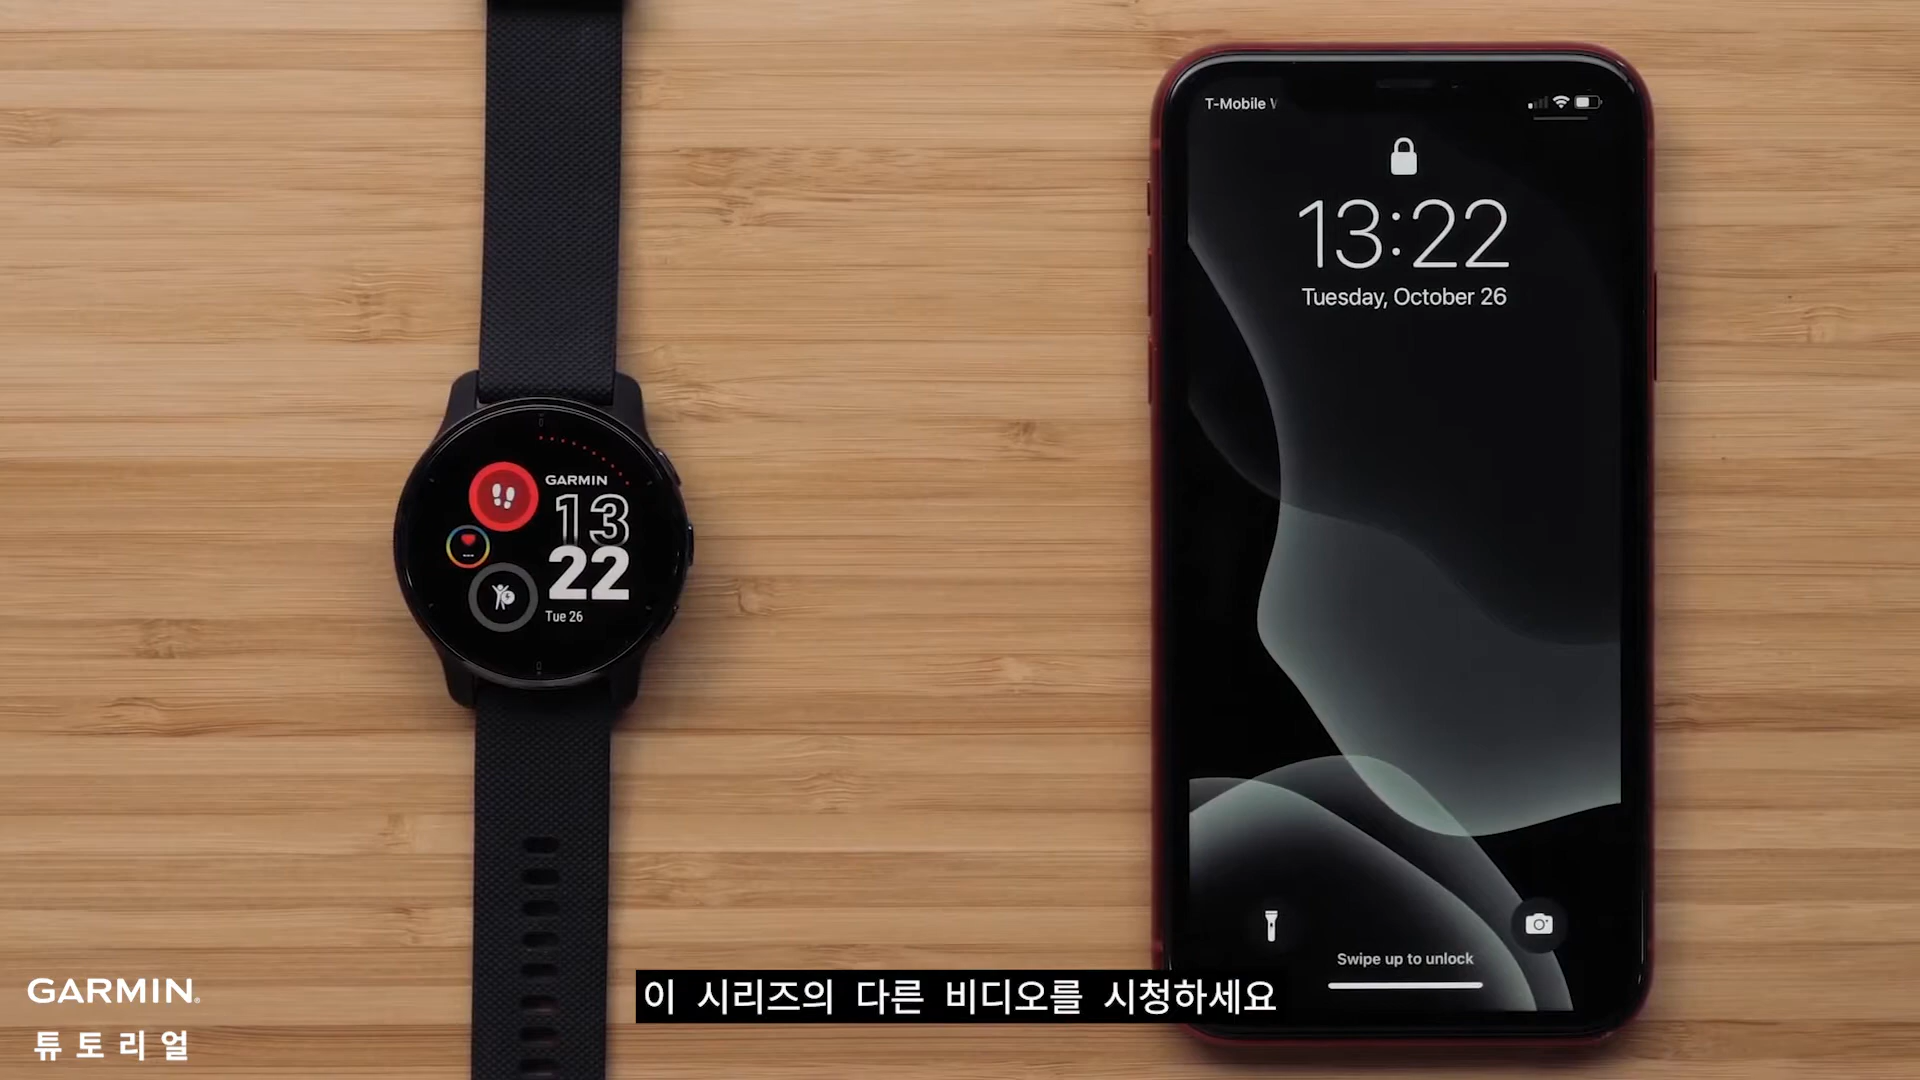 GARMIN
13
22
Tue 26
T-Mobile
13:22
Tuesday, October 26
Swipe up to unlock
이 시리즈의 다른 비디오를 시청하세요
GARMIN
튜토리얼